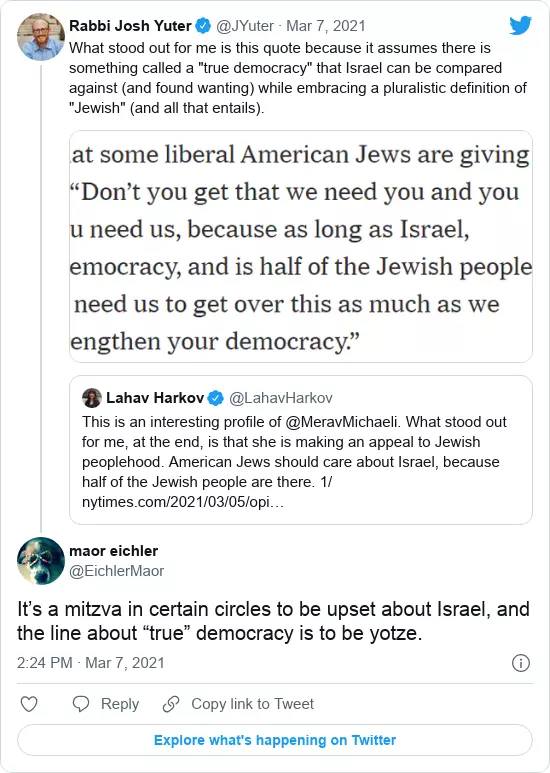 Rabbi Josh Yuter @JYuter · Mar 7, 2021
What stood out for me is this quote because it assumes there is
something called a "true democracy" that Israel can be compared
against (and found wanting) while embracing a pluralistic definition of
"Jewish" (and all that entails).
at some liberal American Jews are giving
“Don’t you get that we need you and you
u need us, because as long as Israel,
emocracy, and is half of the Jewish people
need us to get over this as much as we
engthen your democracy.”
Lahav Harkov @LahavHarkov
This is an interesting profile of @MeravMichaeli. What stood out
for me, at the end, is that she is making an appeal to Jewish
peoplehood. American Jews should care about Israel, because
half of the Jewish people are there. 1/
nytimes.com/2021/03/05/opi…
maor eichler
@EichlerMaor
It’s a mitzva in certain circles to be upset about Israel, and
the line about “true” democracy is to be yotze.
2:24 PM · Mar 7, 2021
Reply Copy link to Tweet
Explore what's happening on Twitter